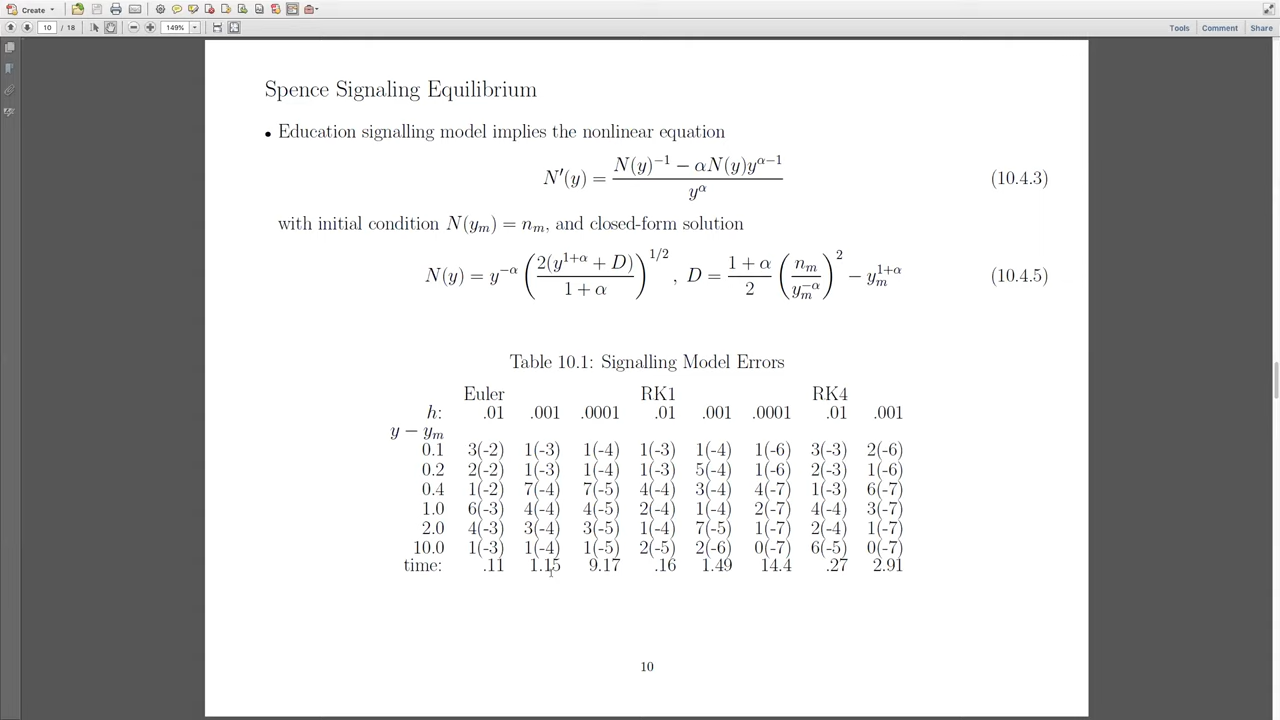 Create
10 / 18
149%
Tools Comment Share
Spence Signaling Equilibrium
• Education signalling model implies the nonlinear equation
N′(y) = (N(y)^{−1} − αN(y)y^{α−1}) / y^α (10.4.3)
with initial condition N(y_m) = n_m, and closed-form solution
N(y) = y^{−α} (2(y^{1+α} + D) / (1 + α))^{1/2}, D = (1 + α)/2 (n_m / y_m^{−α})^2 − y_m^{1+α} (10.4.5)
Table 10.1: Signalling Model Errors
Euler RK1 RK4
h: .01 .001 .0001 .01 .001 .0001 .01 .001
y − y_m
0.1 3(-2) 1(-3) 1(-4) 1(-3) 1(-4) 1(-6) 3(-3) 2(-6)
0.2 2(-2) 1(-3) 1(-4) 1(-3) 5(-4) 1(-6) 2(-3) 1(-6)
0.4 1(-2) 7(-4) 7(-5) 4(-4) 3(-4) 4(-7) 1(-3) 6(-7)
1.0 6(-3) 4(-4) 4(-5) 2(-4) 1(-4) 2(-7) 4(-4) 3(-7)
2.0 4(-3) 3(-4) 3(-5) 1(-4) 7(-5) 1(-7) 2(-4) 1(-7)
10.0 1(-3) 1(-4) 1(-5) 2(-5) 2(-6) 0(-7) 6(-5) 0(-7)
time: .11 1.15 9.17 .16 1.49 14.4 .27 2.91
10